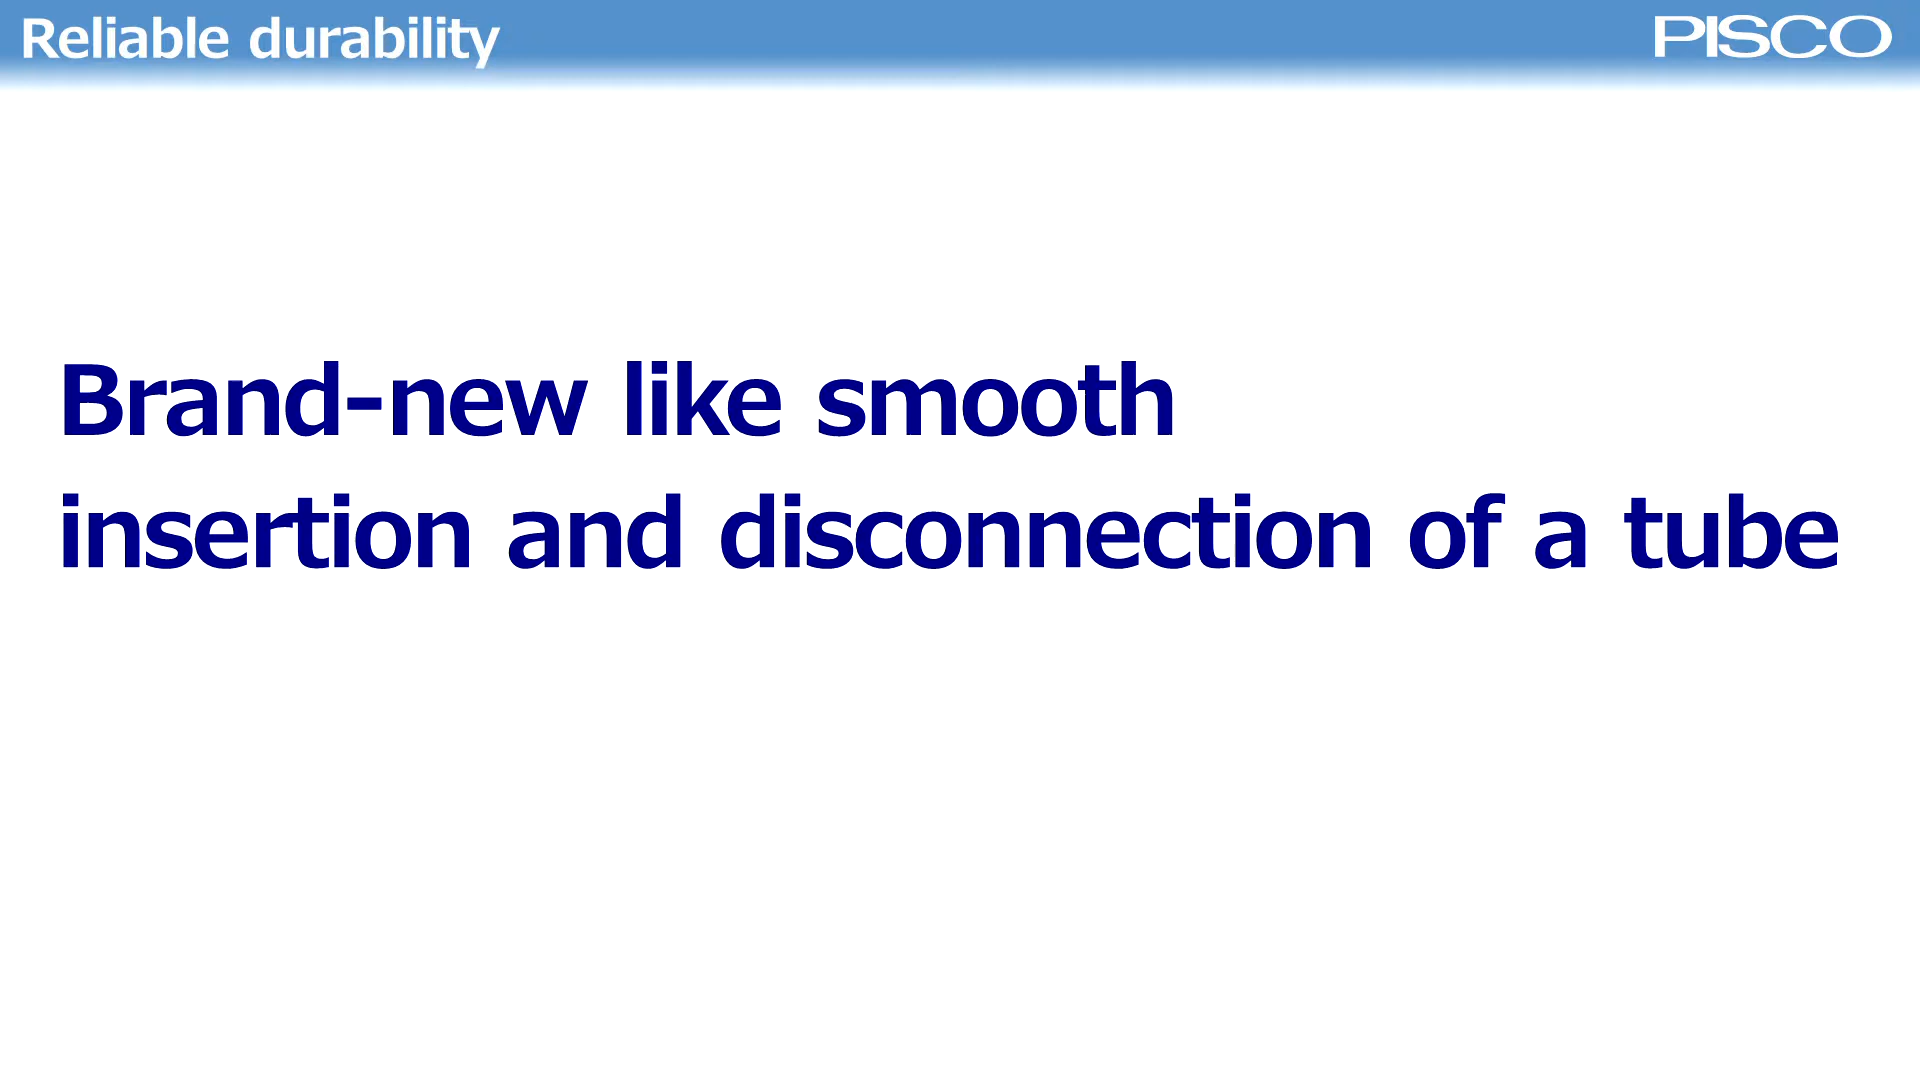 Reliable durability
PISCO
Brand-new like smooth
insertion and disconnection of a tube